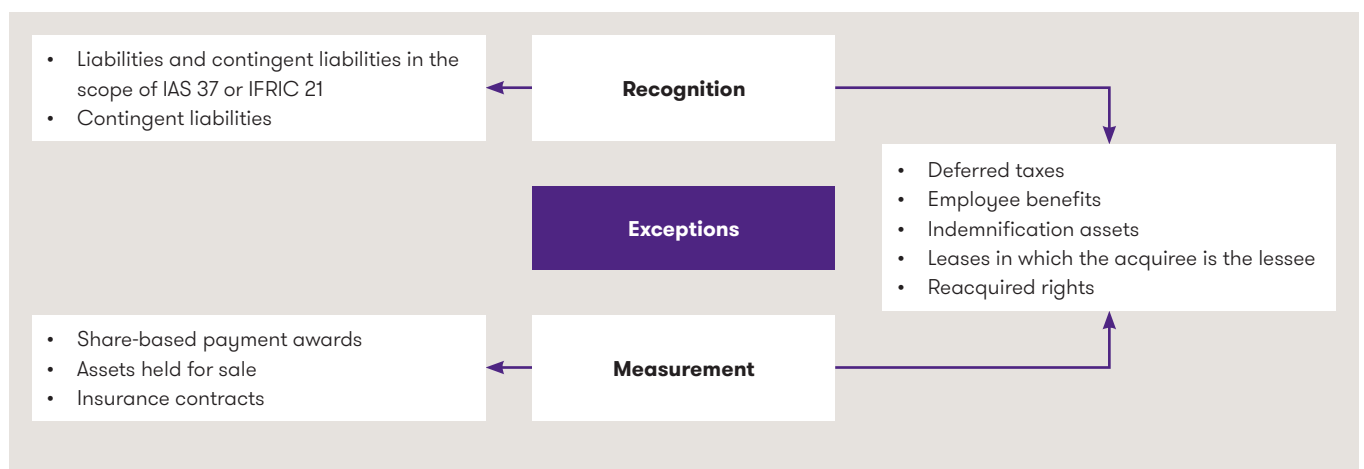 • Liabilities and contingent liabilities in the
scope of IAS 37 or IFRIC 21
• Contingent liabilities
Recognition
• Deferred taxes
• Employee benefits
• Indemnification assets
• Leases in which the acquiree is the lessee
• Reacquired rights
Exceptions
• Share-based payment awards
• Assets held for sale
• Insurance contracts
Measurement